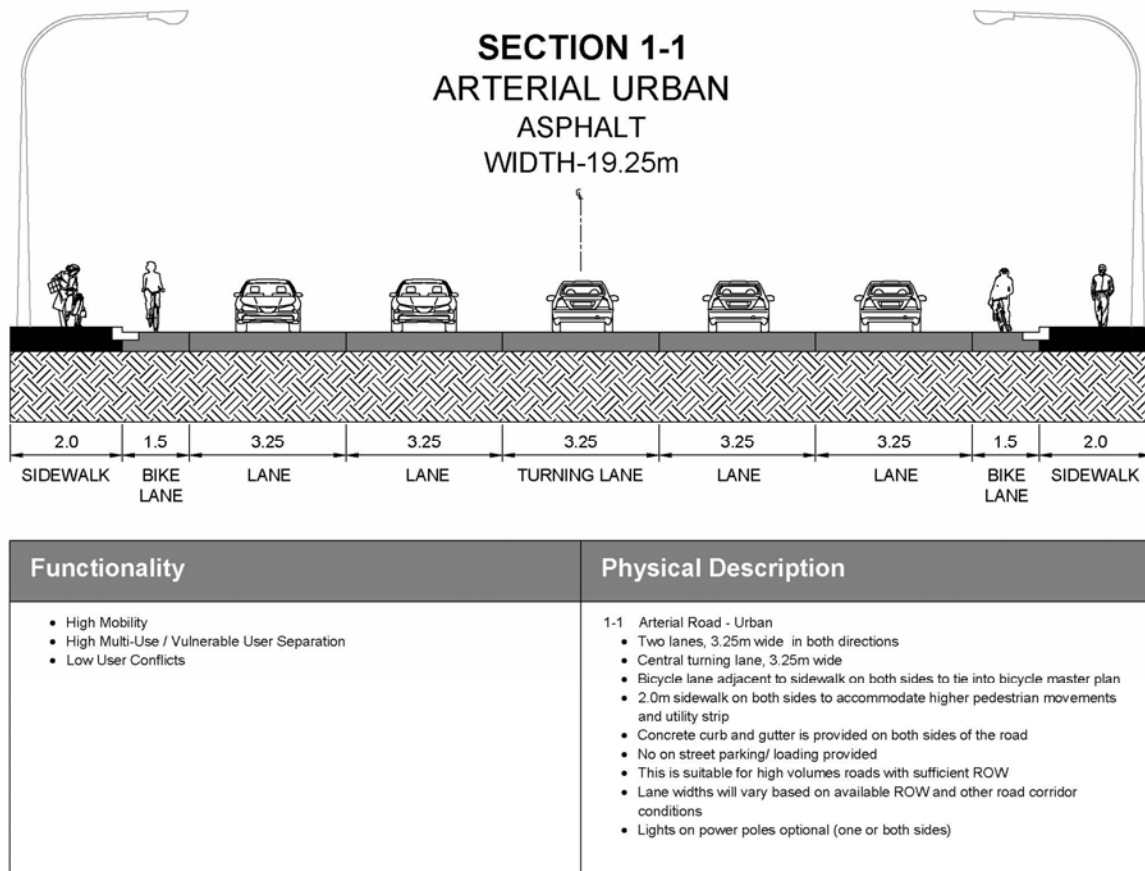 SECTION 1-1
ARTERIAL URBAN
ASPHALT
WIDTH-19.25m
℄
2.0 1.5 3.25 3.25 3.25 3.25 3.25 1.5 2.0
SIDEWALK BIKE LANE LANE LANE TURNING LANE LANE LANE BIKE LANE SIDEWALK
Functionality
• High Mobility
• High Multi-Use / Vulnerable User Separation
• Low User Conflicts
Physical Description
1-1 Arterial Road - Urban
• Two lanes, 3.25m wide in both directions
• Central turning lane, 3.25m wide
• Bicycle lane adjacent to sidewalk on both sides to tie into bicycle master plan
• 2.0m sidewalk on both sides to accommodate higher pedestrian movements
and utility strip
• Concrete curb and gutter is provided on both sides of the road
• No on street parking/ loading provided
• This is suitable for high volumes roads with sufficient ROW
• Lane widths will vary based on available ROW and other road corridor
conditions
• Lights on power poles optional (one or both sides)